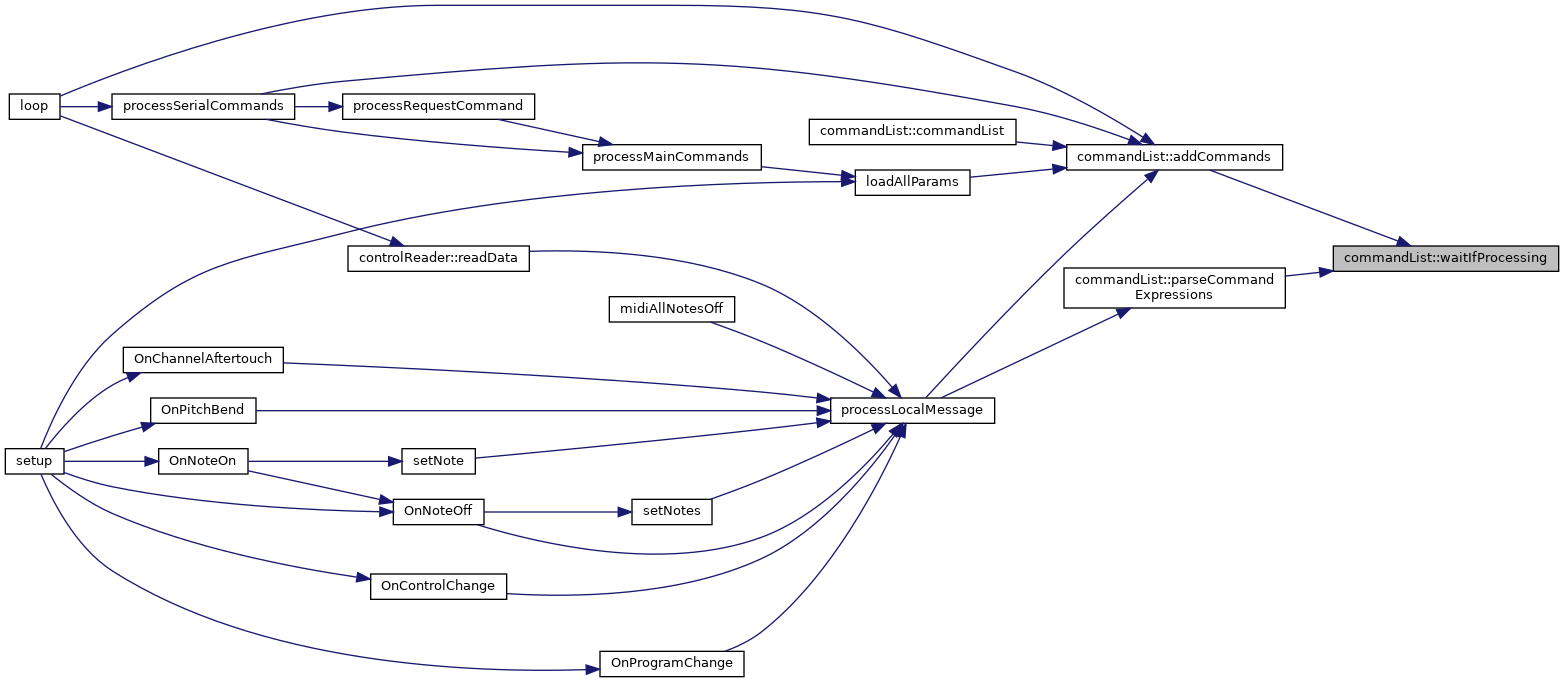 loop
processSerialCommands
processRequestCommand
commandList::commandList
processMainCommands
commandList::addCommands
loadAllParams
controlReader::readData
commandList::waitIfProcessing
commandList::parseCommand
Expressions
midiAllNotesOff
OnChannelAftertouch
OnPitchBend
processLocalMessage
setup
OnNoteOn
setNote
OnNoteOff
setNotes
OnControlChange
OnProgramChange